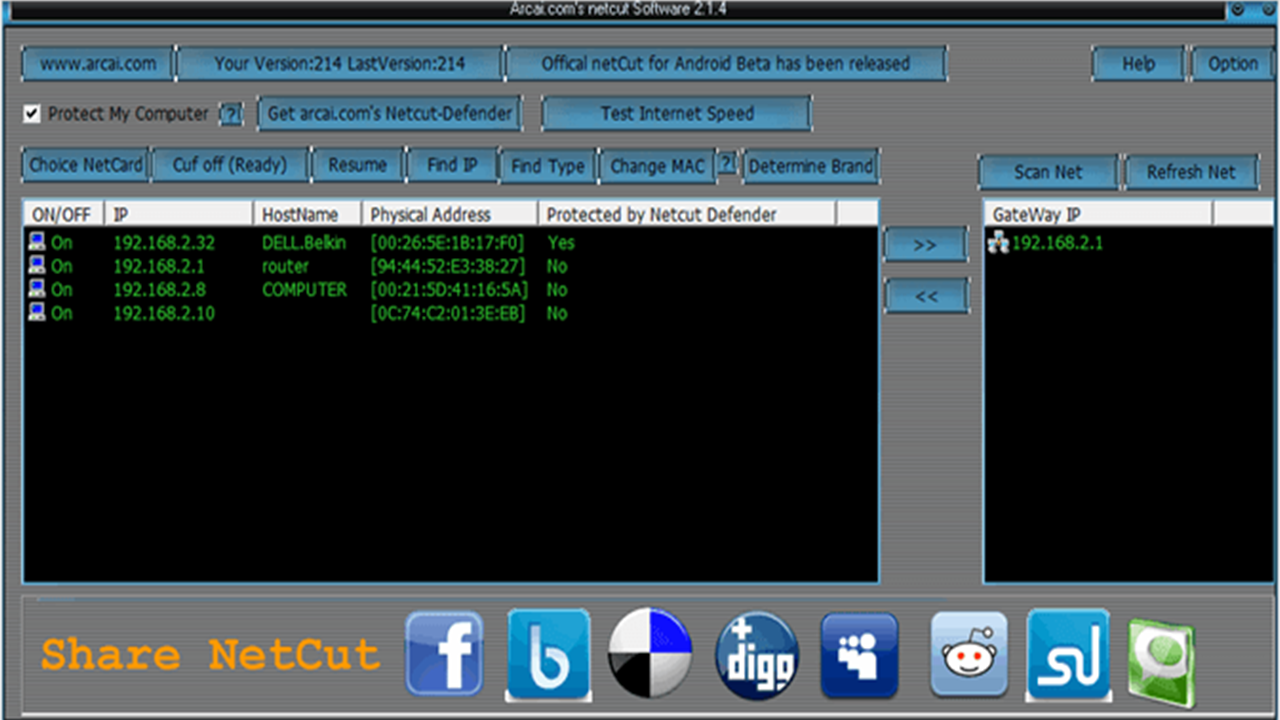 Arcai.com's netcut Software 2.1.4
www.arcai.com Your Version:214 LastVersion:214 Offical netCut for Android Beta has been released Help Option
Protect My Computer ? Get arcai.com's Netcut-Defender Test Internet Speed
Choice NetCard Cuf off (Ready) Resume Find IP Find Type Change MAC ? Determine Brand Scan Net Refresh Net
ON/OFF IP HostName Physical Address Protected by Netcut Defender GateWay IP
On 192.168.2.32 DELL.Belkin [00:26:5E:1B:17:F0] Yes >> 192.168.2.1
On 192.168.2.1 router [94:44:52:E3:38:27] No
On 192.168.2.8 COMPUTER [00:21:5D:41:16:5A] No <<
On 192.168.2.10 [0C:74:C2:01:3E:EB] No
Share NetCut f b digg su